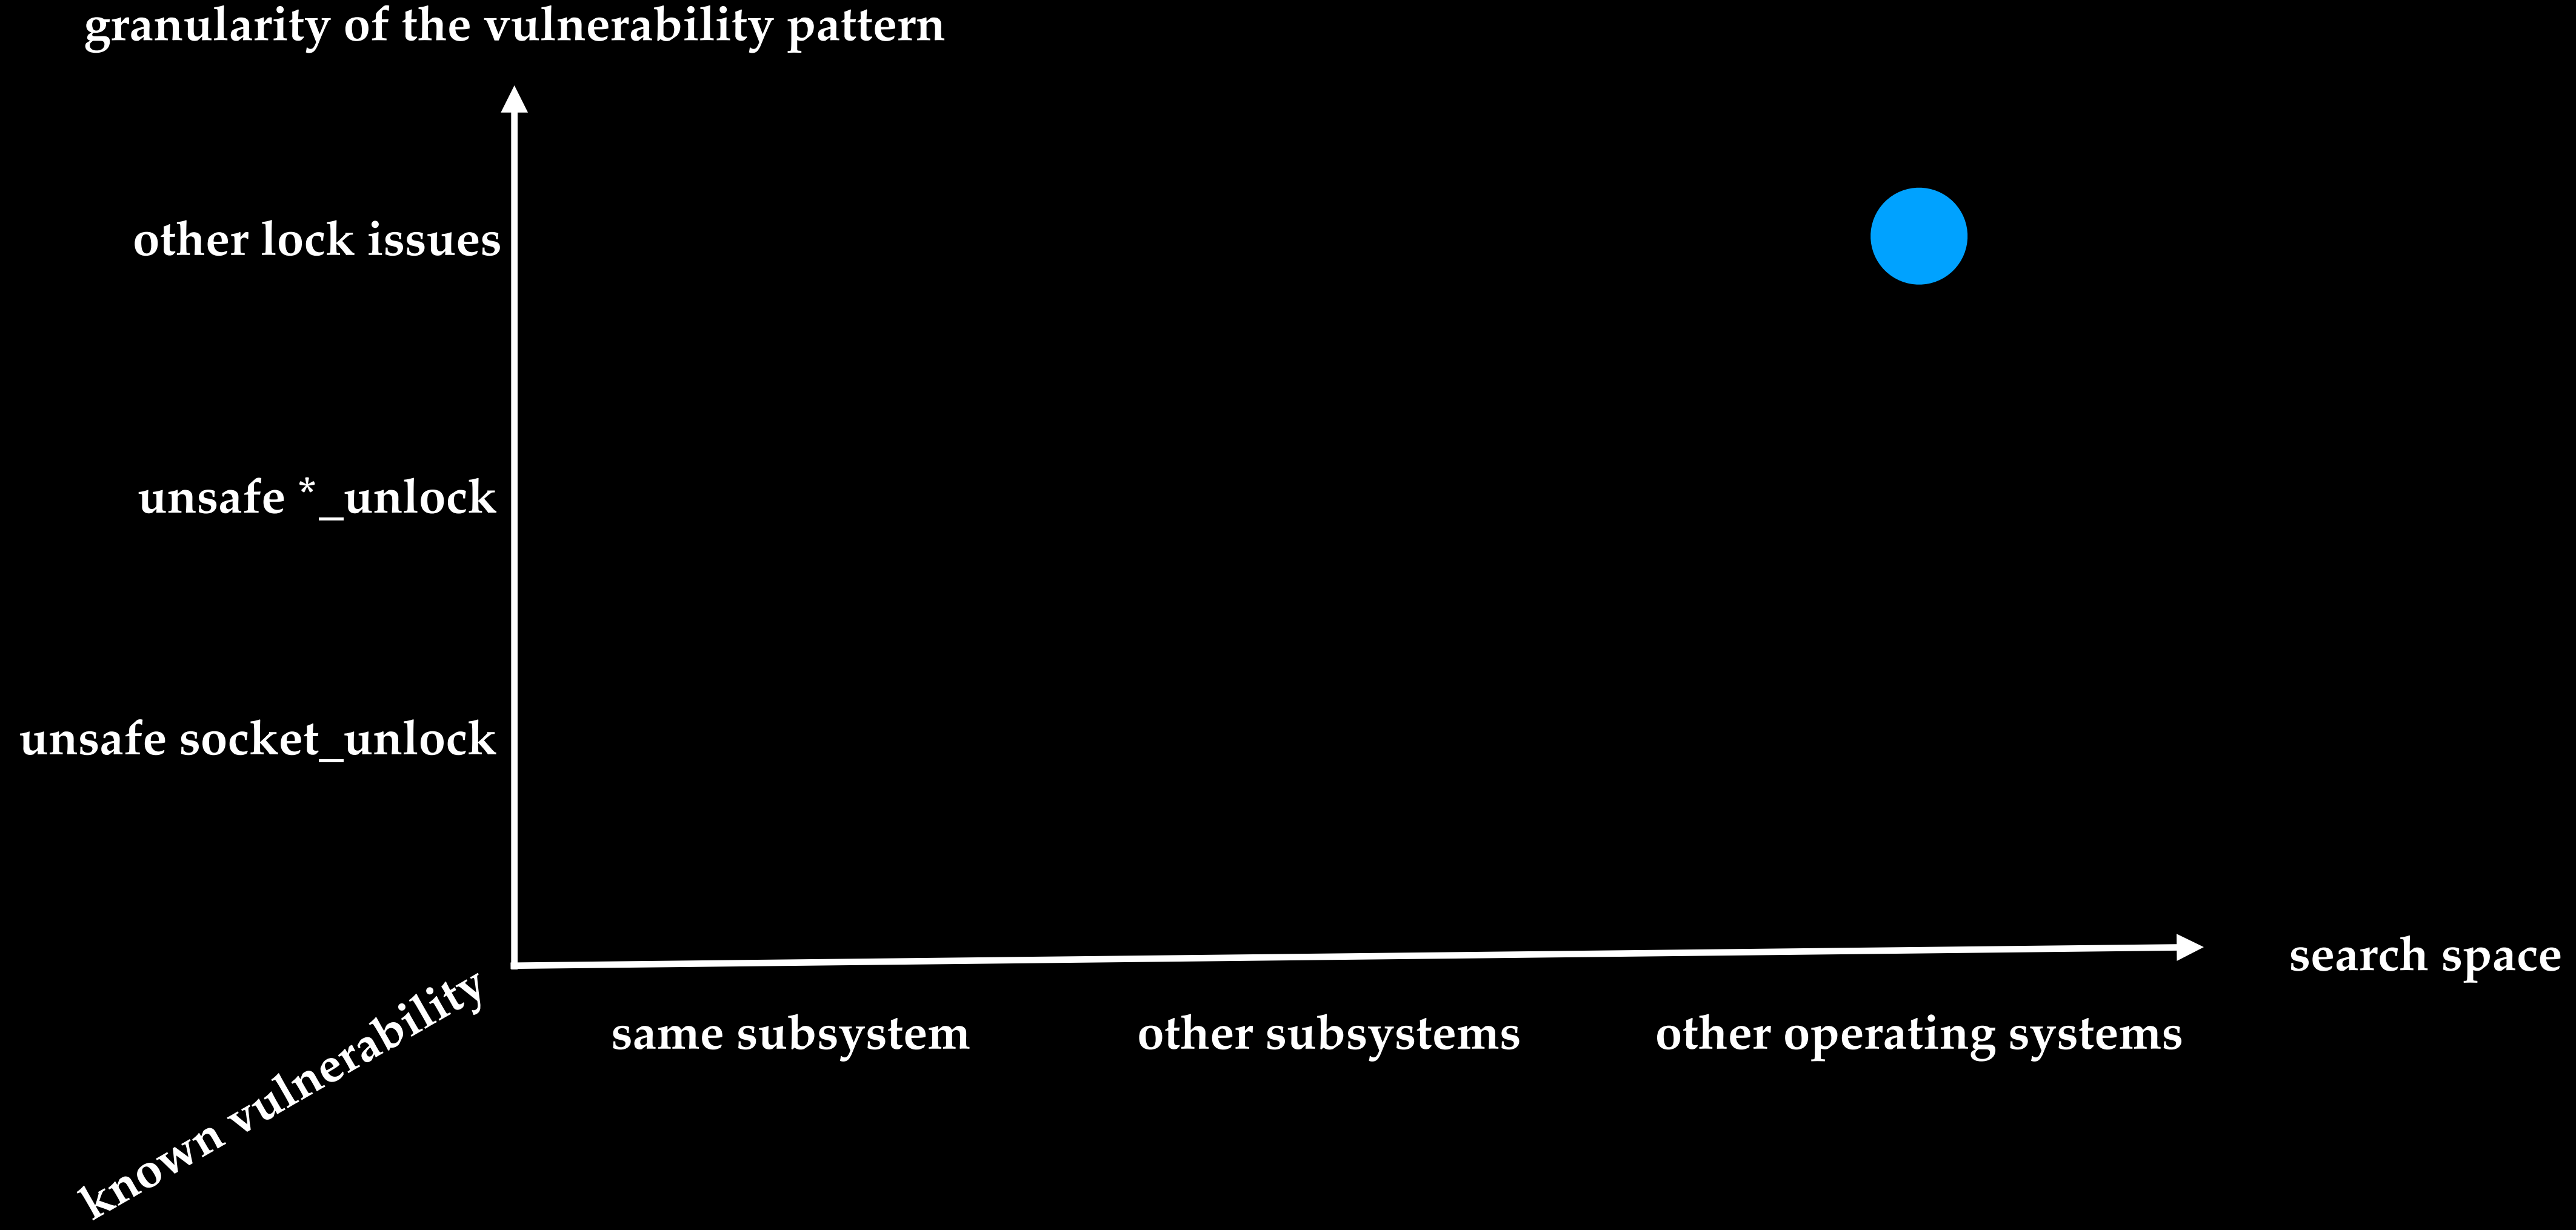 granularity of the vulnerability pattern
other lock issues
unsafe *_unlock
unsafe socket_unlock
search space
known vulnerability
same subsystem
other subsystems
other operating systems